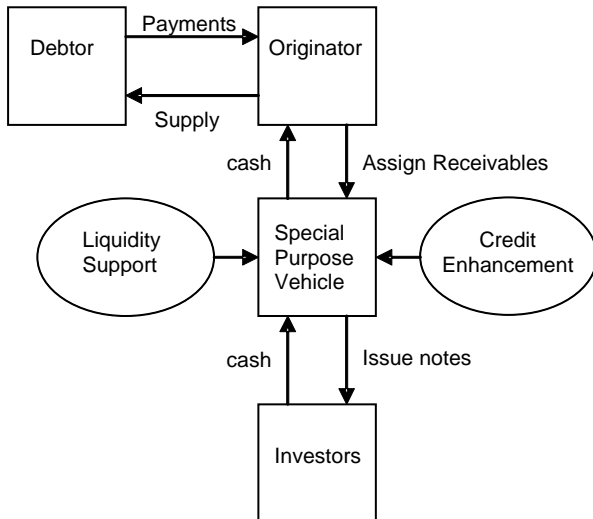 Payments
Debtor
Originator
Supply
cash
Assign Receivables
Liquidity
Support
Special
Purpose
Vehicle
Credit
Enhancement
cash
Issue notes
Investors